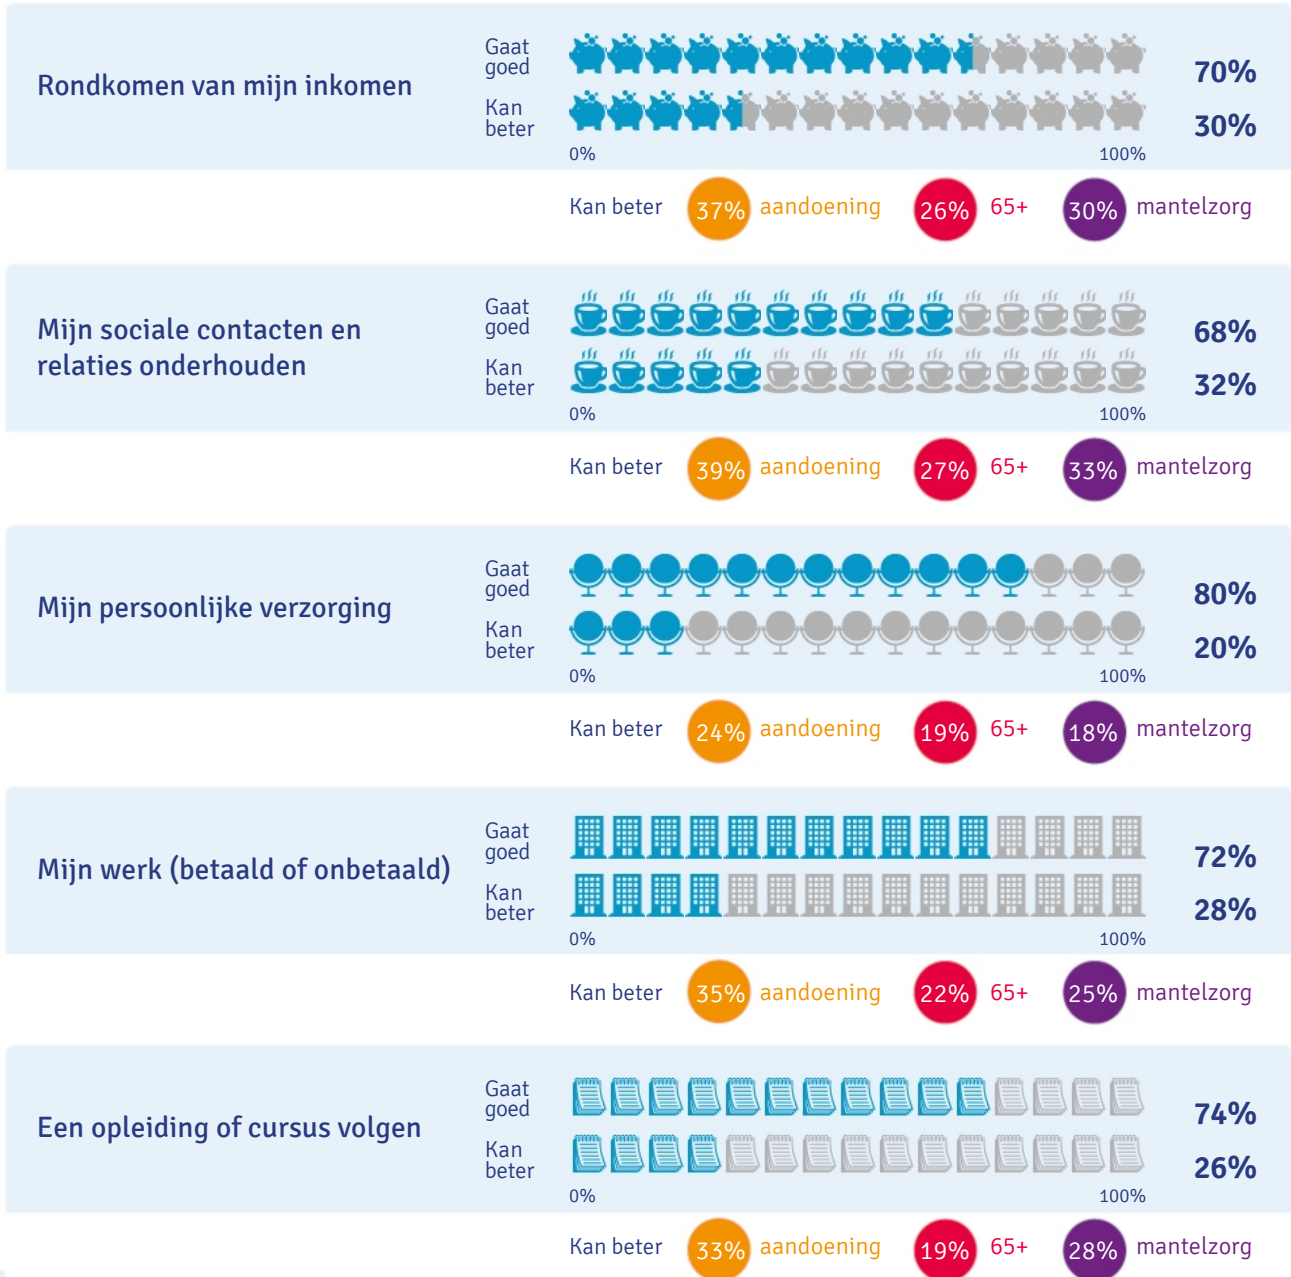 Rondkomen van mijn inkomen
Gaat
goed
70%
Kan
beter
30%
0% 100%
Kan beter 37% aandoening 26% 65+ 30% mantelzorg
Mijn sociale contacten en
relaties onderhouden
Gaat
goed
68%
Kan
beter
32%
0% 100%
Kan beter 39% aandoening 27% 65+ 33% mantelzorg
Mijn persoonlijke verzorging
Gaat
goed
80%
Kan
beter
20%
0% 100%
Kan beter 24% aandoening 19% 65+ 18% mantelzorg
Mijn werk (betaald of onbetaald)
Gaat
goed
72%
Kan
beter
28%
0% 100%
Kan beter 35% aandoening 22% 65+ 25% mantelzorg
Een opleiding of cursus volgen
Gaat
goed
74%
Kan
beter
26%
0% 100%
Kan beter 33% aandoening 19% 65+ 28% mantelzorg